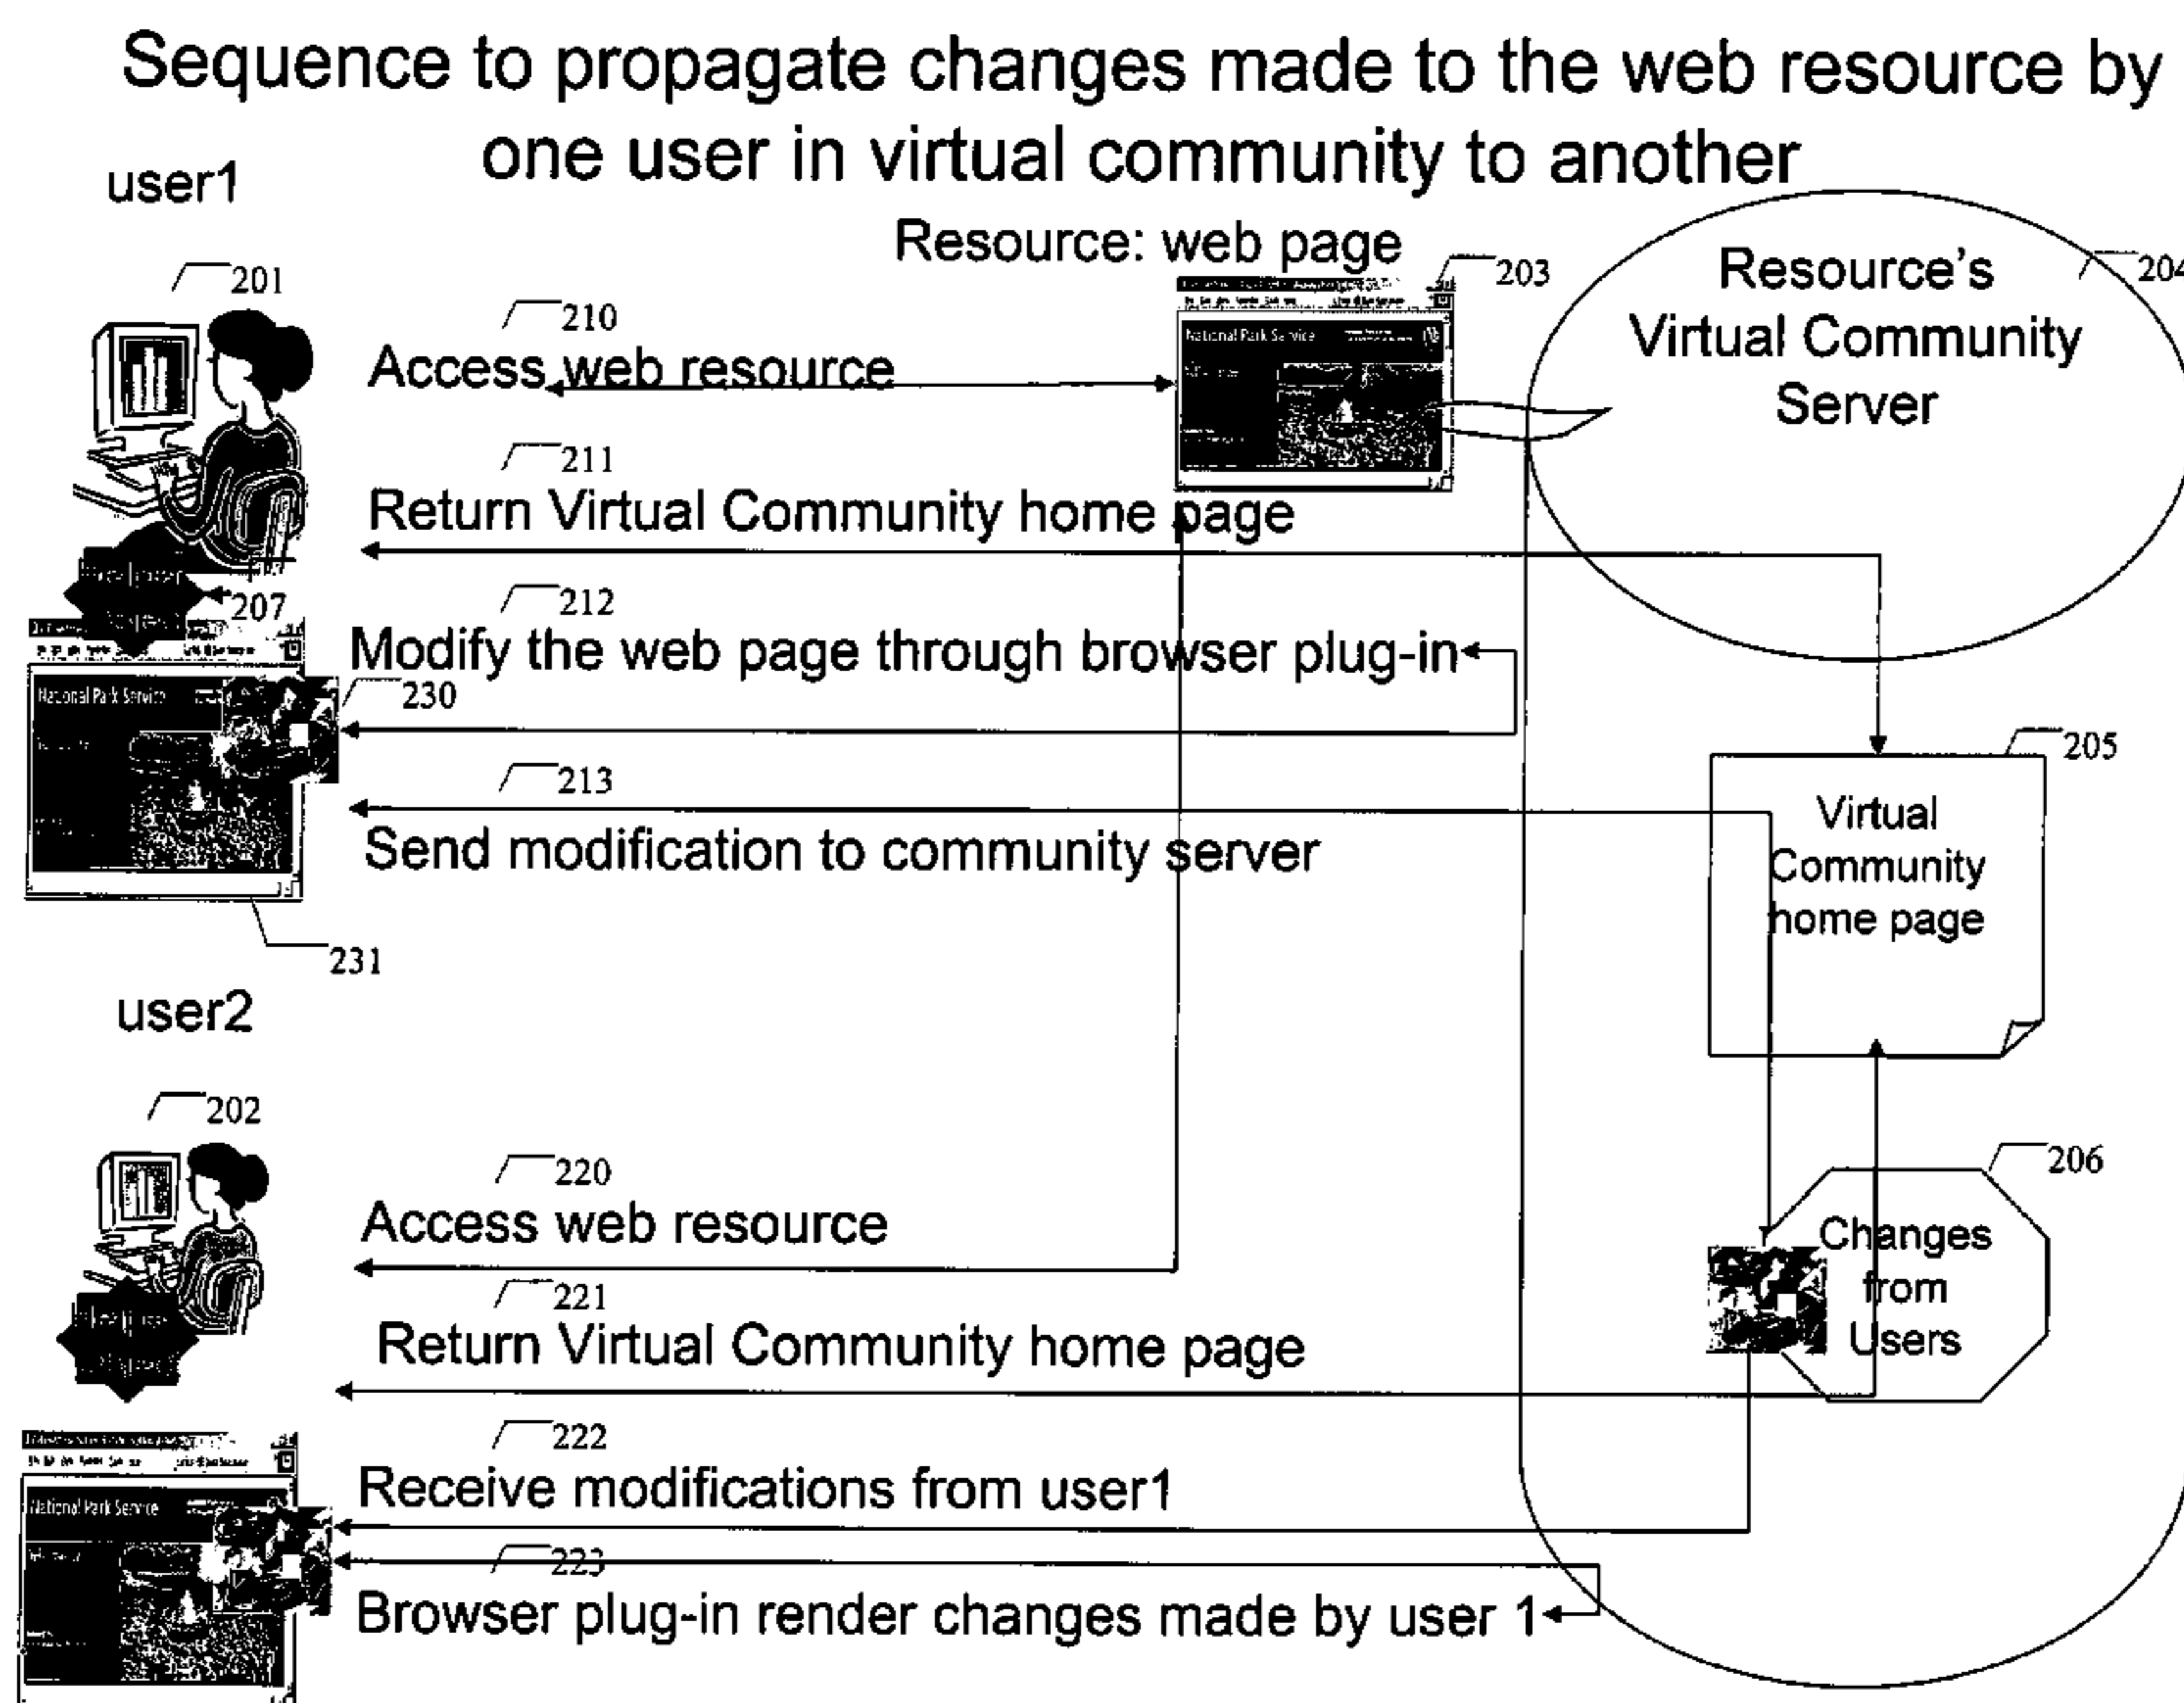 Sequence to propagate changes made to the web resource by
one user in virtual community to another
user1
Resource: web page
201
210
203
204
Resource's
Virtual Community
Server
National Park Service
Access web resource
211
Return Virtual Community home page
207
212
Modify the web page through browser plug-in
230
National Park Service
213
Send modification to community server
205
Virtual
Community
home page
231
user2
202
220
Access web resource
206
Changes
from
Users
221
Return Virtual Community home page
222
Receive modifications from user1
National Park Service
223
Browser plug-in render changes made by user 1